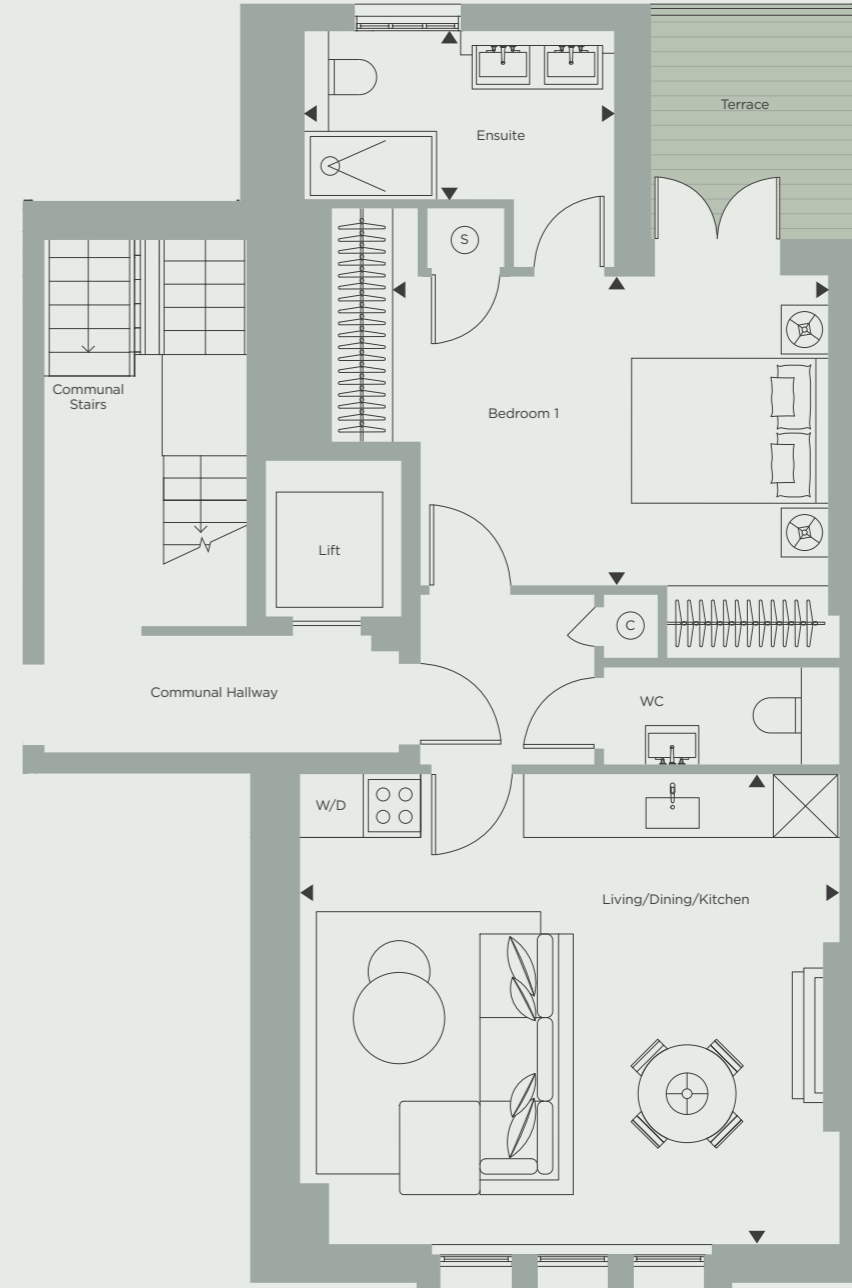 Terrace
Ensuite
S
Communal
Stairs
Bedroom 1
Lift
C
Communal Hallway
WC
W/D
Living/Dining/Kitchen